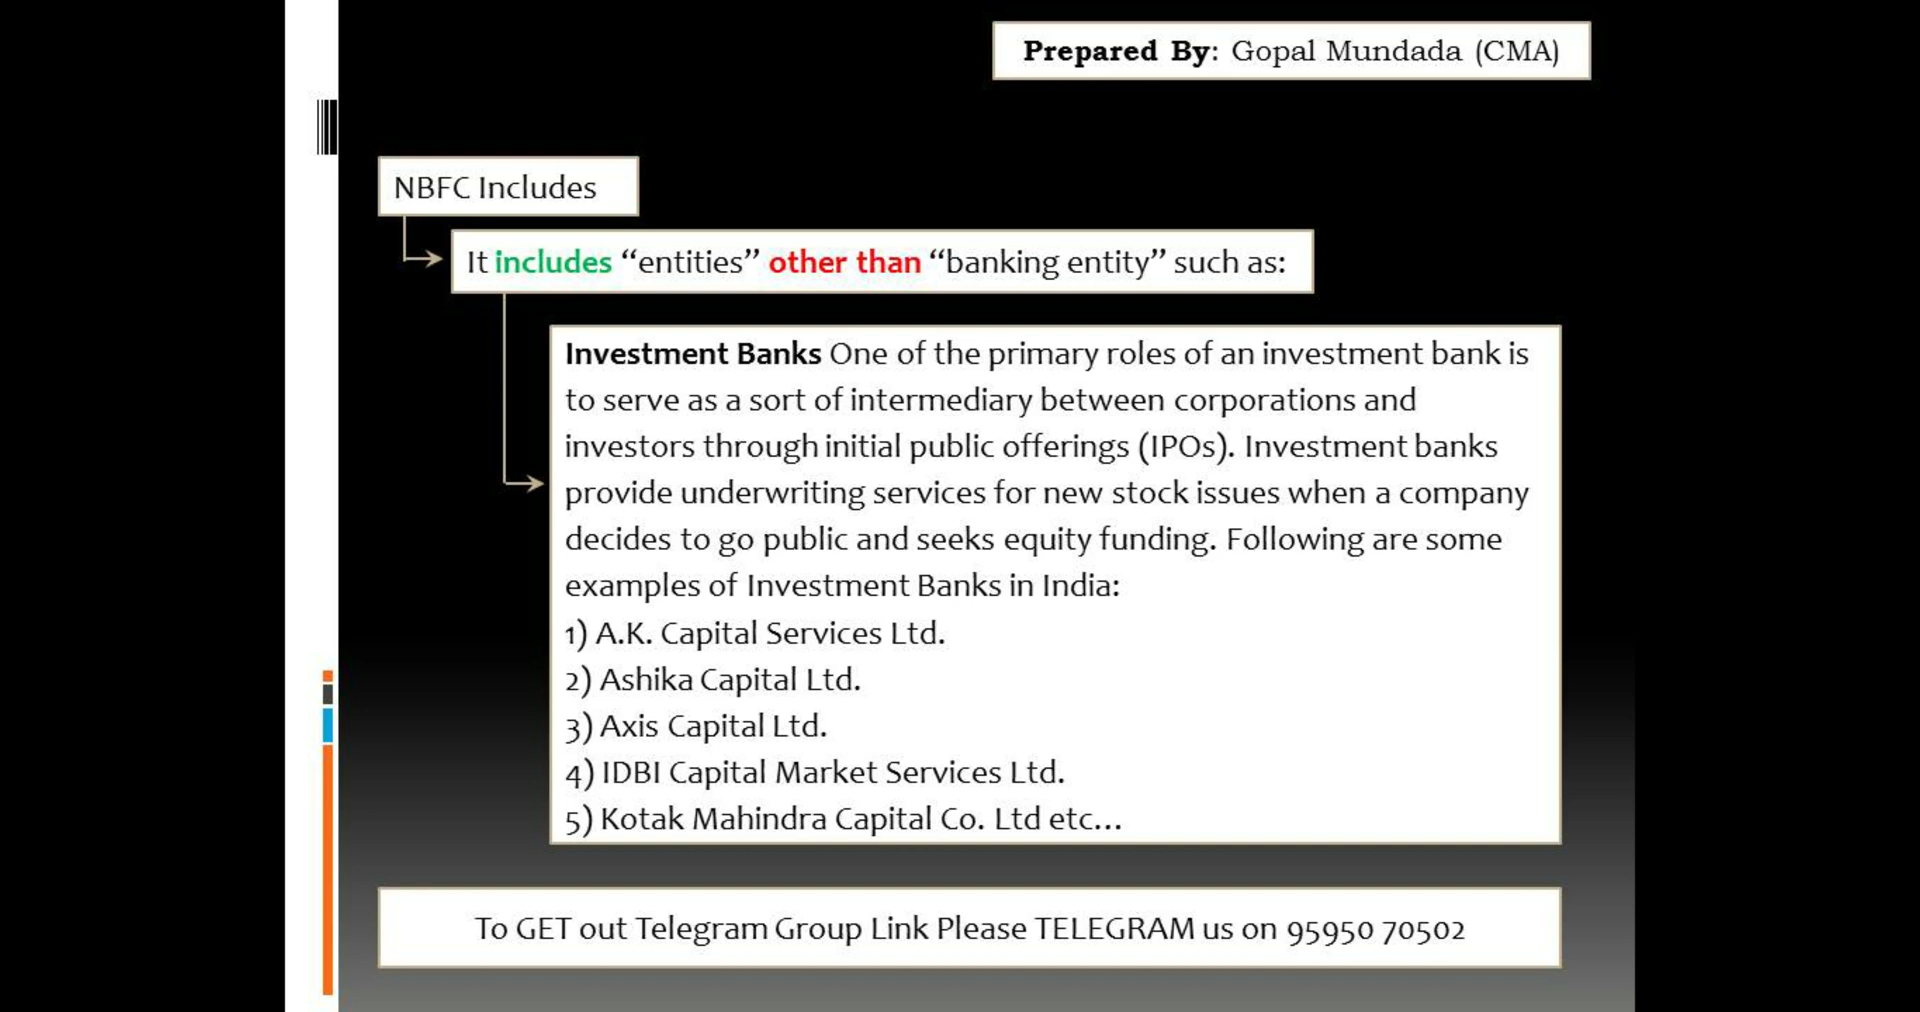 Prepared By: Gopal Mundada (CMA)
NBFC Includes
It includes “entities” other than “banking entity” such as:
Investment Banks One of the primary roles of an investment bank is
to serve as a sort of intermediary between corporations and
investors through initial public offerings (IPOs). Investment banks
provide underwriting services for new stock issues when a company
decides to go public and seeks equity funding. Following are some
examples of Investment Banks in India:
1) A.K. Capital Services Ltd.
2) Ashika Capital Ltd.
3) Axis Capital Ltd.
4) IDBI Capital Market Services Ltd.
5) Kotak Mahindra Capital Co. Ltd etc...
To GET out Telegram Group Link Please TELEGRAM us on 95950 70502